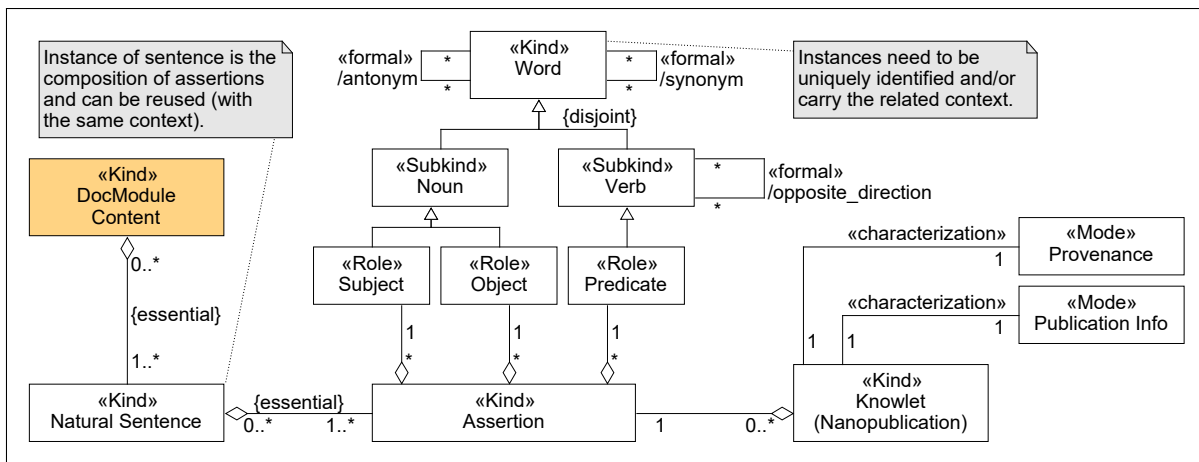 Instance of sentence is the
composition of assertions
and can be reused (with
the same context).
«Kind»
Word
«formal»
/antonym
*
*
*
*
«formal»
/synonym
Instances need to be
uniquely identified and/or
carry the related context.
{disjoint}
«Kind»
DocModule
Content
«Subkind»
Noun
«Subkind»
Verb
*
*
«formal»
/opposite_direction
0..*
{essential}
1..*
«Role»
Subject
«Role»
Object
«Role»
Predicate
«characterization»
1
1
«Mode»
Provenance
«characterization»
1
1
«Mode»
Publication Info
1
*
1
*
1
*
«Kind»
Natural Sentence
{essential}
0..*
1..*
«Kind»
Assertion
1
0..*
«Kind»
Knowlet
(Nanopublication)